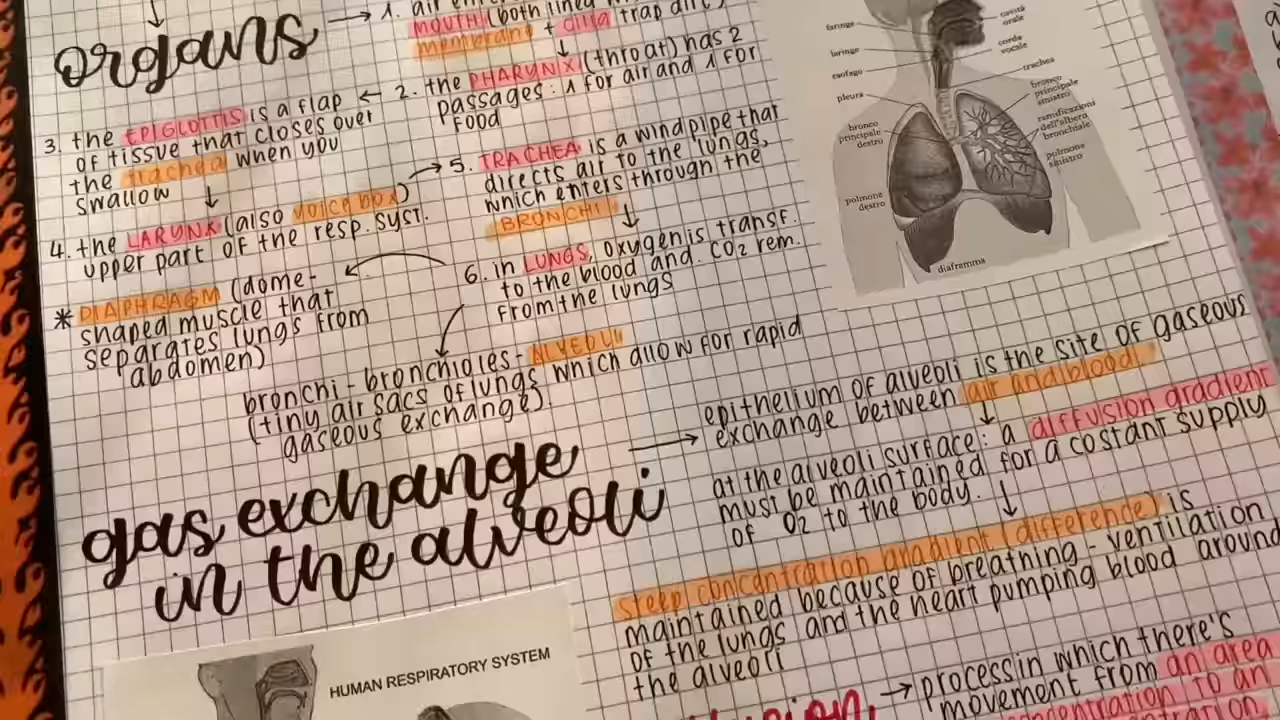 organs
1. air
MOUTH (both lined
membrane + cilia trap dirt)
2. the PHARYNX (throat) has 2
passages: 1 for air and 1 for
food
3. the EPIGLOTTIS is a flap
of tissue that closes over
the trachea when you
swallow
4. the LARYNX (also voice box)
upper part of the resp. syst.
5. TRACHEA is a windpipe that
directs air to the lungs,
which enters through the
BRONCHI
6. in LUNGS, oxygen is transf.
to the blood and CO2 rem.
from the lungs
* DIAPHRAGM (dome-
shaped muscle that
separates lungs from
abdomen)
bronchi - bronchioles - ALVEOLI
(tiny air sacs of lungs which allow for rapid
gaseous exchange)
faringe
laringe
esofago
pleura
bronco
principale
destro
polmone
destro
cavità
orale
corde
vocale
trachea
bronco
principale
sinistro
ramificazioni
dell'albero
bronchiale
polmone
sinistro
diaframma
gas exchange
in the alveoli
epithelium of alveoli is the site of gaseous
exchange between air and blood
at the alveoli surface: a diffusion gradient
must be maintained for a costant supply
of O2 to the body.
steep concentration gradient (difference) is
maintained because of breathing - ventilation
of the lungs and the heart pumping blood around
the alveoli
HUMAN RESPIRATORY SYSTEM
process in which there's
movement from an area
concentration to an